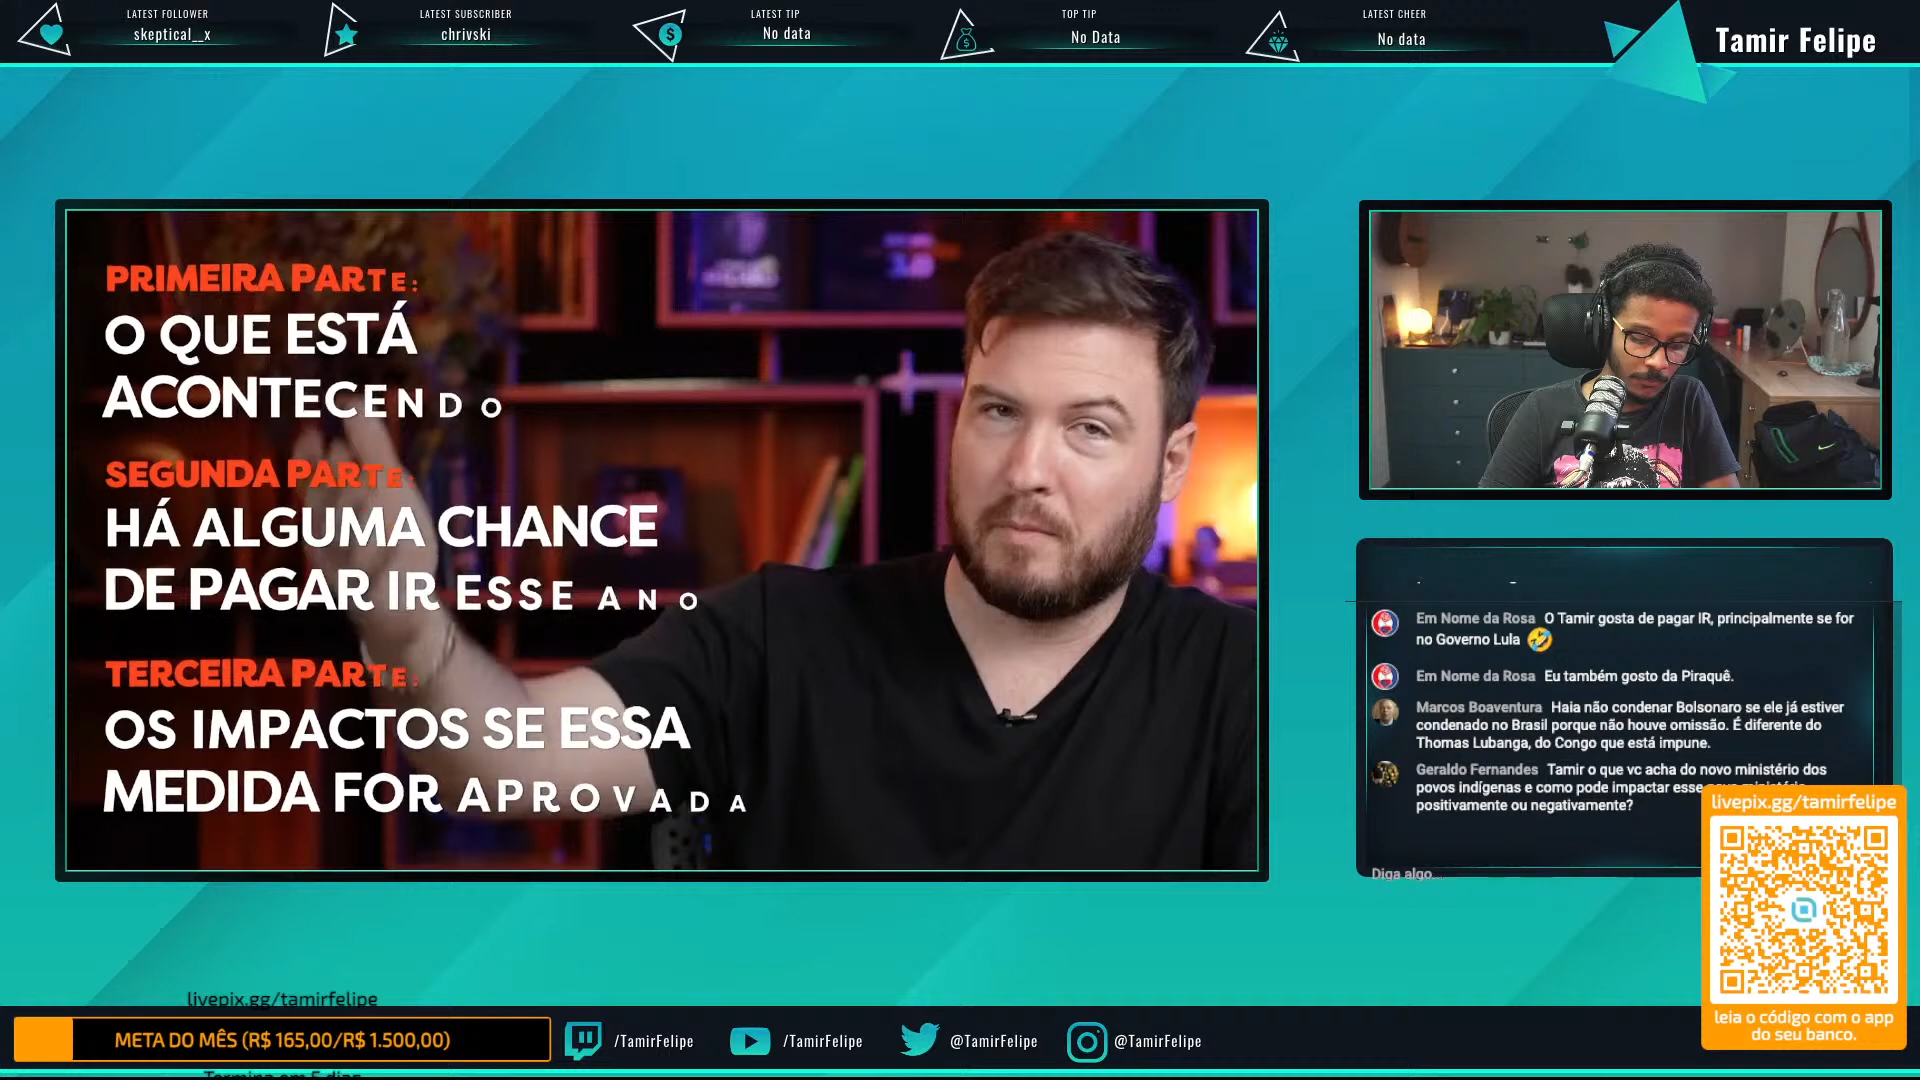 LATEST FOLLOWER
skeptical__x
LATEST SUBSCRIBER
chrivski
LATEST TIP
No data
TOP TIP
No Data
LATEST CHEER
No data
Tamir Felipe
PRIMEIRA PARTE:
O QUE ESTÁ
ACONTECENDO
SEGUNDA PARTE:
HÁ ALGUMA CHANCE
DE PAGAR IR ESSE ANO
TERCEIRA PARTE:
OS IMPACTOS SE ESSA
MEDIDA FOR APROVADA
Em Nome da Rosa O Tamir gosta de pagar IR, principalmente se for
no Governo Lula 🤣
Em Nome da Rosa Eu também gosto da Piraquê.
Marcos Boaventura Haia não condenar Bolsonaro se ele já estiver
condenado no Brasil porque não houve omissão. É diferente do
Thomas Lubanga, do Congo que está impune.
Geraldo Fernandes Tamir o que vc acha do novo ministério dos
povos indígenas e como pode impactar esse
positivamente ou negativamente?
Diga algo...
livepix.gg/tamirfelipe
leia o código com o app
do seu banco.
livepix.gg/tamirfelipe
META DO MÊS (R$ 165,00/R$ 1.500,00)
Termina em 5 dias
/TamirFelipe
/TamirFelipe
@TamirFelipe
@TamirFelipe